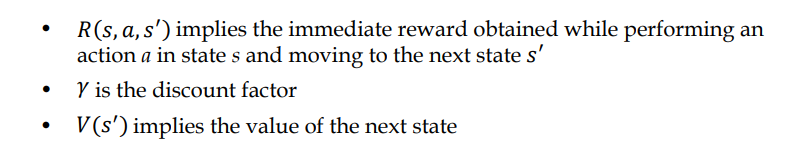 • R(s, a, s′) implies the immediate reward obtained while performing an
action a in state s and moving to the next state s′
• γ is the discount factor
• V(s′) implies the value of the next state